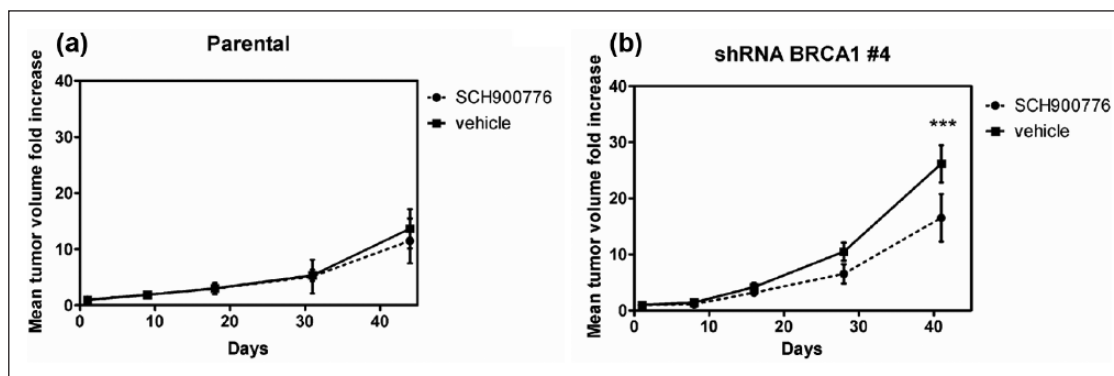 (a)
Parental
Mean tumor volume fold increase
40
30
20
10
0
0 10 20 30 40
Days
SCH900776
vehicle
(b)
shRNA BRCA1 #4
Mean tumor volume fold increase
40
30
20
10
0
0 10 20 30 40 50
Days
***
SCH900776
vehicle